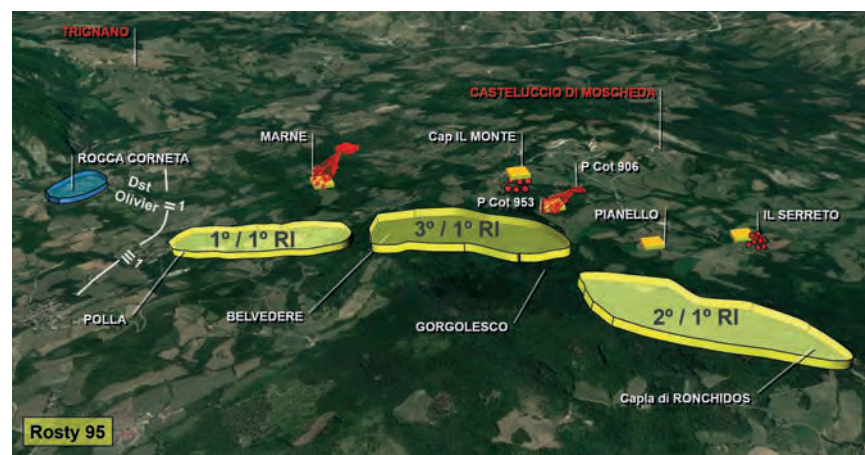 TRIGNANO
CASTELUCCIO DI MOSCHEDA
MARNE
Cap IL MONTE
ROCCA CORNETA
P Cot 906
Dst
Olivier
1
P Cot 953
PIANELLO
IL SERRETO
1º / 1º RI
3º / 1º RI
III 1
POLLA
BELVEDERE
GORGOLESCO
2º / 1º RI
Capla di RONCHIDOS
Rosty 95